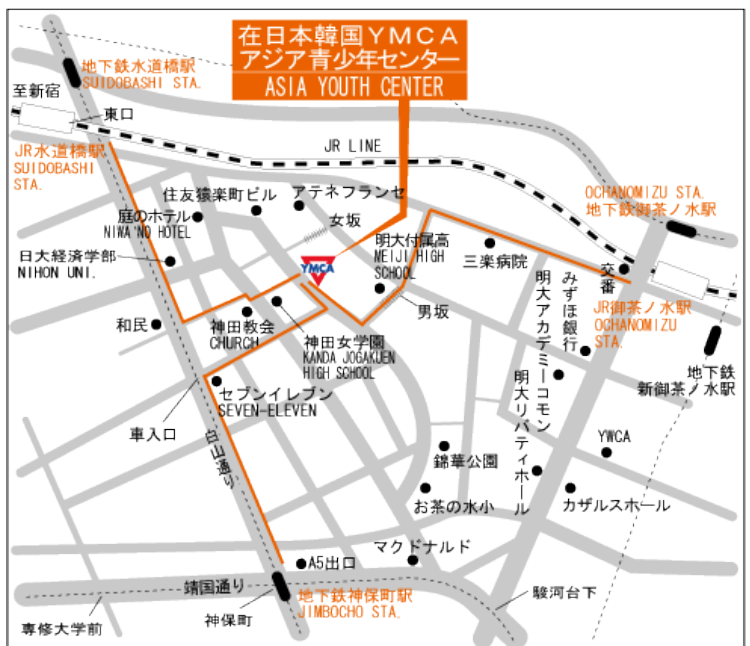 在日本韓国YMCA
アジア青少年センター
ASIA YOUTH CENTER
地下鉄水道橋駅
SUIDOBASHI STA.
至新宿
東口
JR LINE
JR水道橋駅
SUIDOBASHI
STA.
住友猿楽町ビル
アテネフランセ
女坂
OCHANOMIZU STA.
地下鉄御茶ノ水駅
庭のホテル
NIWA'NO HOTEL
明大付属高
MEIJI HIGH
SCHOOL
三楽病院
日大経済学部
NIHON UNI.
YMCA
交番
みずほ銀行
明大アカデミーコモン
明大リバティホール
JR御茶ノ水駅
OCHANOMIZU
STA.
男坂
和民
神田教会
CHURCH
神田女学園
KANDA JOGAKUEN
HIGH SCHOOL
地下鉄
新御茶ノ水駅
セブンイレブン
SEVEN-ELEVEN
車入口
白山通り
YWCA
錦華公園
お茶の水小
カザルスホール
マクドナルド
A5出口
靖国通り
地下鉄神保町駅
JIMBOCHO STA.
駿河台下
神保町
専修大学前